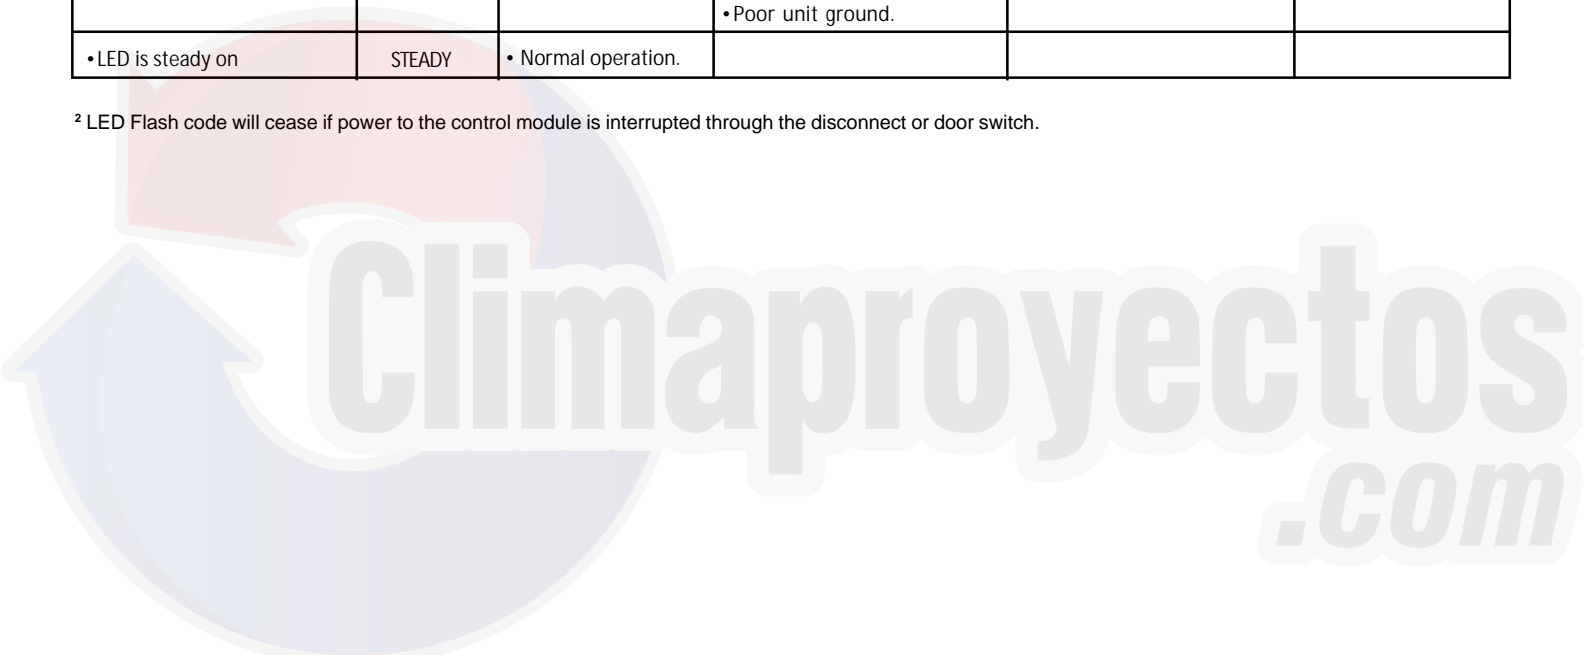 •Poor unit ground.
•LED is steady on STEADY • Normal operation.
² LED Flash code will cease if power to the control module is interrupted through the disconnect or door switch.
Climaproyectos
.com